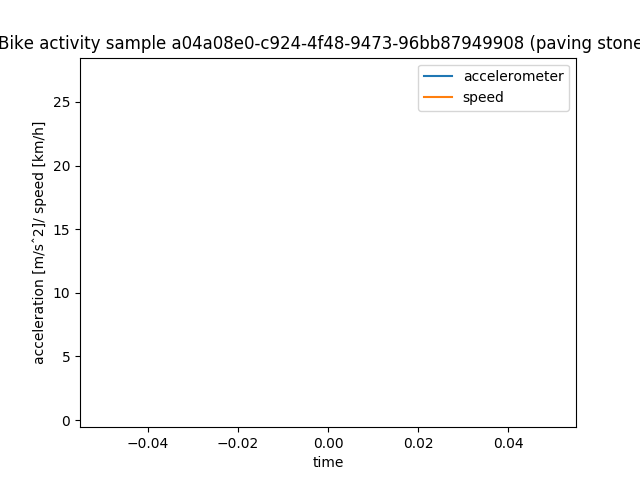 Bike activity sample a04a08e0-c924-4f48-9473-96bb87949908 (paving stone
accelerometer
speed
acceleration [m/sˆ2]/ speed [km/h]
25
20
15
10
5
0
−0.04 −0.02 0.00 0.02 0.04
time